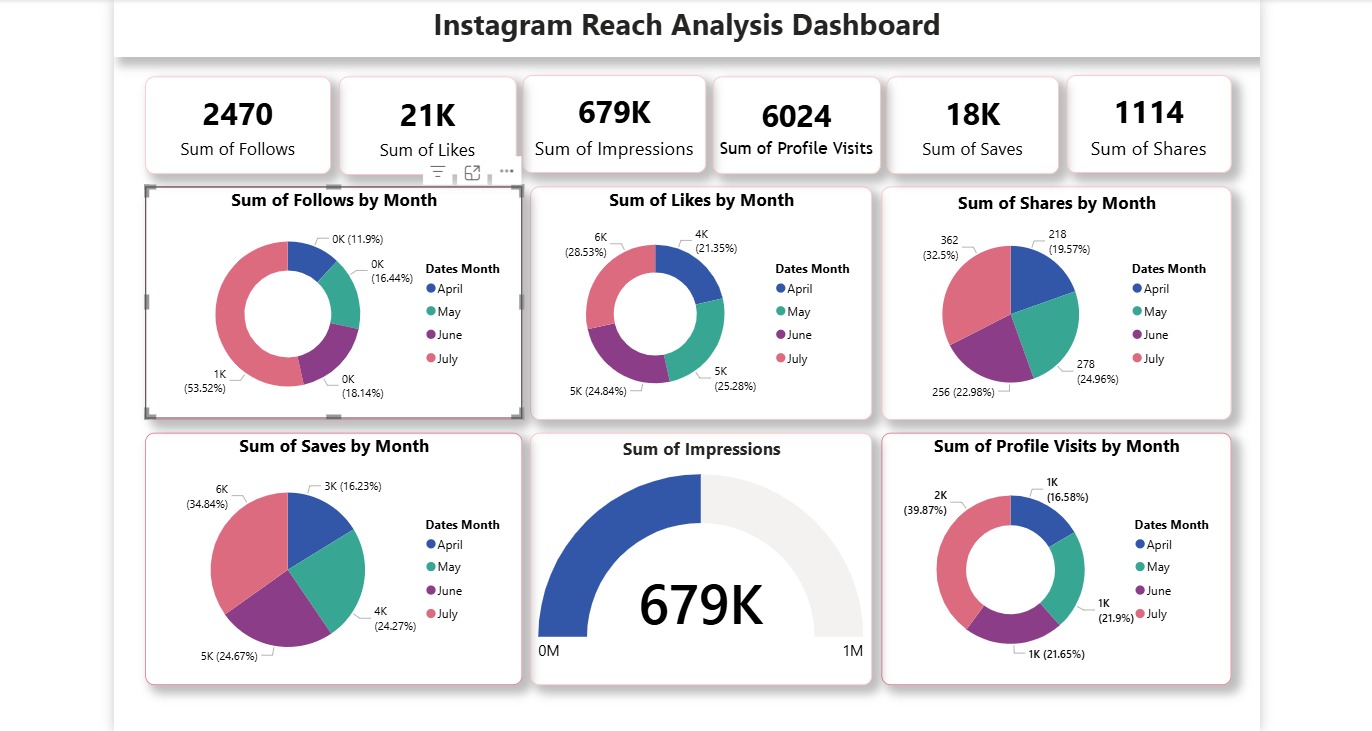 Instagram Reach Analysis Dashboard
2470
Sum of Follows
21K
Sum of Likes
679K
Sum of Impressions
6024
Sum of Profile Visits
18K
Sum of Saves
1114
Sum of Shares
Sum of Follows by Month
0K (11.9%)
0K
(16.44%)
0K
(18.14%)
1K
(53.52%)
Dates Month
April
May
June
July
Sum of Likes by Month
4K
(21.35%)
5K
(25.28%)
5K (24.84%)
6K
(28.53%)
Dates Month
April
May
June
July
Sum of Shares by Month
218
(19.57%)
278
(24.96%)
256 (22.98%)
362
(32.5%)
Dates Month
April
May
June
July
Sum of Saves by Month
3K (16.23%)
4K
(24.27%)
5K (24.67%)
6K
(34.84%)
Dates Month
April
May
June
July
Sum of Impressions
679K
0M
1M
Sum of Profile Visits by Month
1K
(16.58%)
1K
(21.9%)
1K (21.65%)
2K
(39.87%)
Dates Month
April
May
June
July